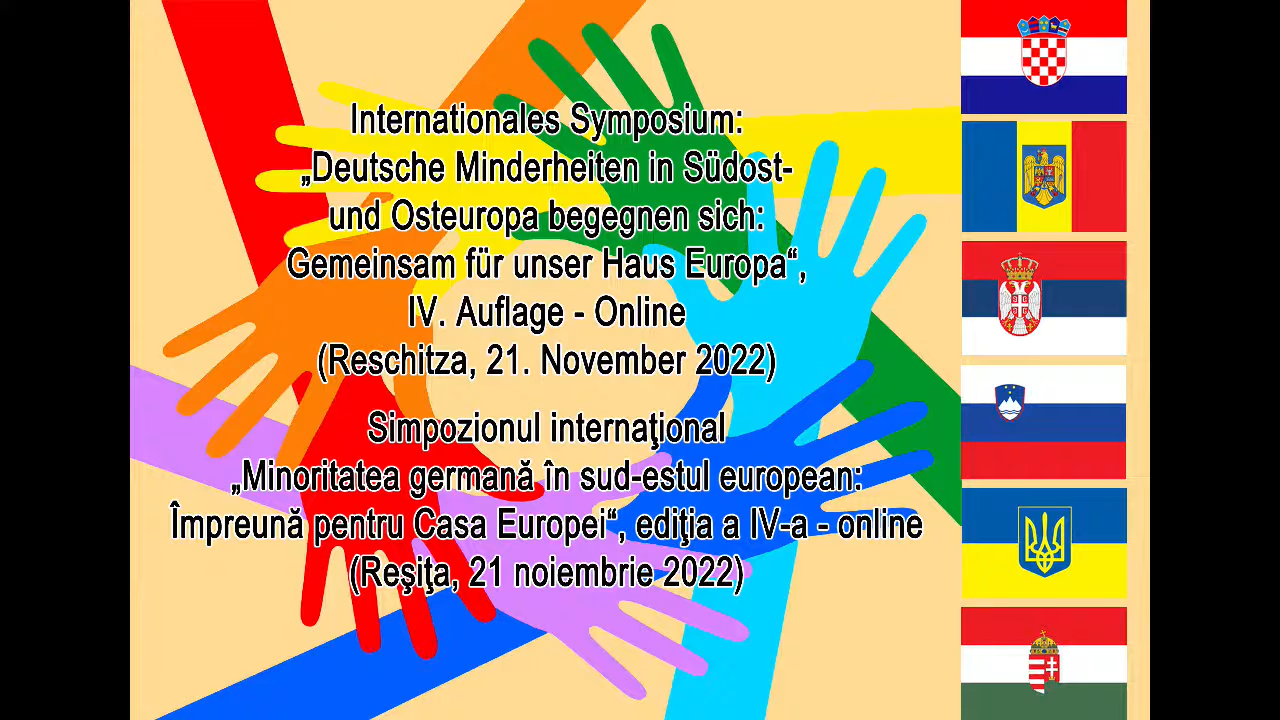 Internationales Symposium:
„Deutsche Minderheiten in Südost-
und Osteuropa begegnen sich:
Gemeinsam für unser Haus Europa“,
IV. Auflage - Online
(Reschitza, 21. November 2022)
Simpozionul internaţional
„Minoritatea germană în sud-estul european:
Împreună pentru Casa Europei“, ediţia a IV-a - online
(Reşiţa, 21 noiembrie 2022)